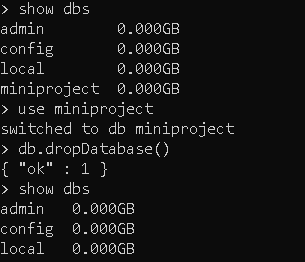 > show dbs
admin        0.000GB
config       0.000GB
local        0.000GB
miniproject  0.000GB
> use miniproject
switched to db miniproject
> db.dropDatabase()
{ "ok" : 1 }
> show dbs
admin   0.000GB
config  0.000GB
local   0.000GB